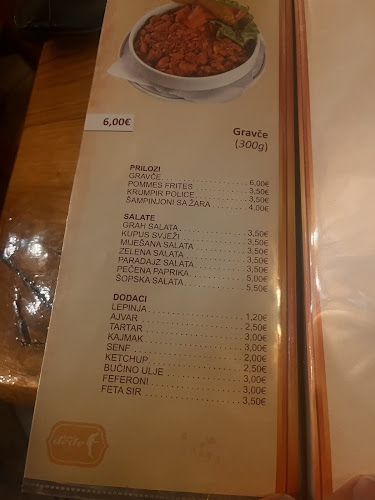 6,00€
Gravče
(300g)
PRILOZI
GRAVČE 6,00€
POMMES FRITES 3,50€
KRUMPIR POLICE 3,50€
ŠAMPINJONI SA ŽARA 4,00€
SALATE
GRAH SALATA 3,50€
KUPUS SVJEŽI 3,50€
MIJEŠANA SALATA 3,50€
ZELENA SALATA 3,50€
PARADAJZ SALATA 3,50€
PEČENA PAPRIKA 5,00€
ŠOPSKA SALATA 5,50€
DODACI
LEPINJA 1,20€
AJVAR 2,50€
TARTAR 3,00€
KAJMAK 3,00€
SENF 2,00€
KETCHUP 2,50€
BUČINO ULJE 3,00€
FEFERONI 3,00€
FETA SIR 3,50€